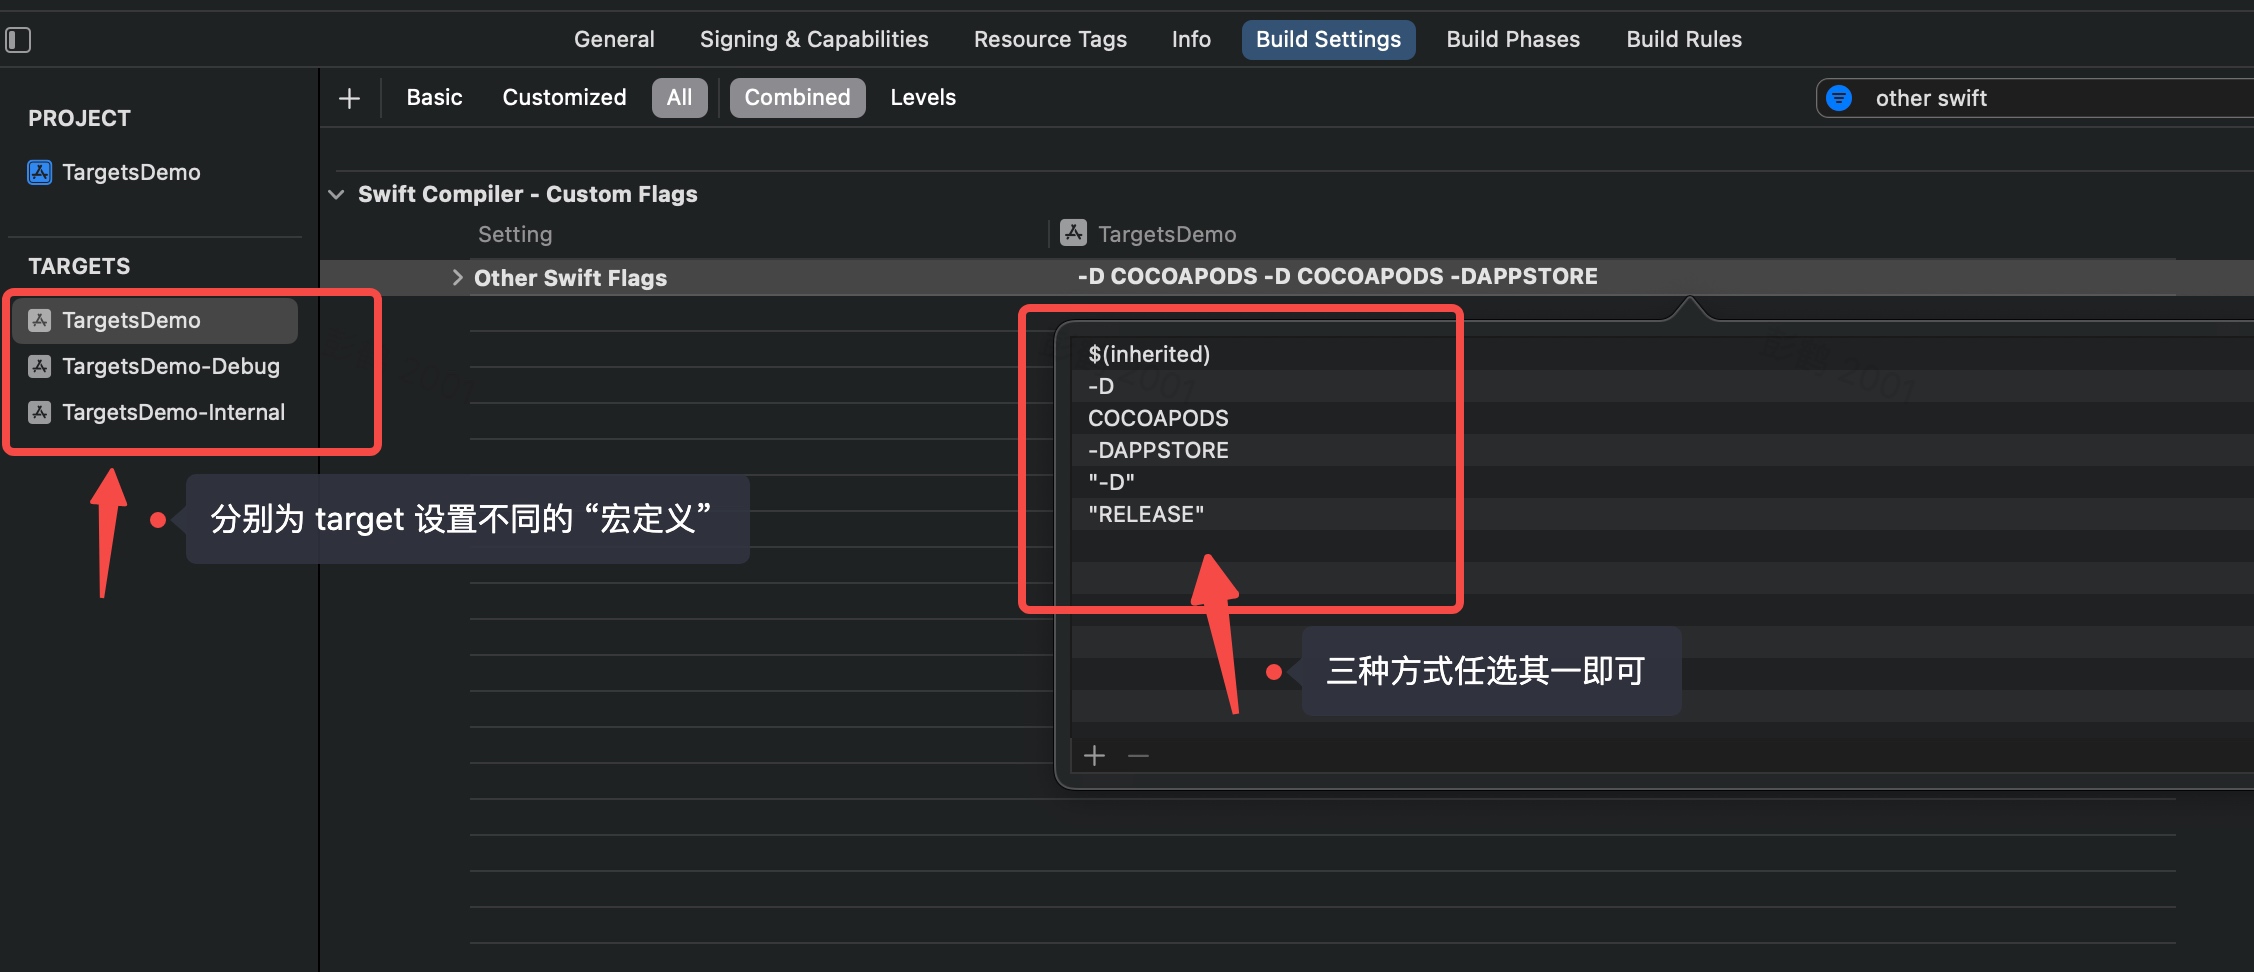 General Signing & Capabilities Resource Tags Info Build Settings Build Phases Build Rules
Basic Customized All Combined Levels other swift
PROJECT
TargetsDemo
TARGETS
TargetsDemo
TargetsDemo-Debug
TargetsDemo-Internal
分别为 target 设置不同的 “宏定义”
Swift Compiler - Custom Flags
Setting TargetsDemo
Other Swift Flags -D COCOAPODS -D COCOAPODS -DAPPSTORE
$(inherited)
-D
COCOAPODS
-DAPPSTORE
"-D"
"RELEASE"
三种方式任选其一即可